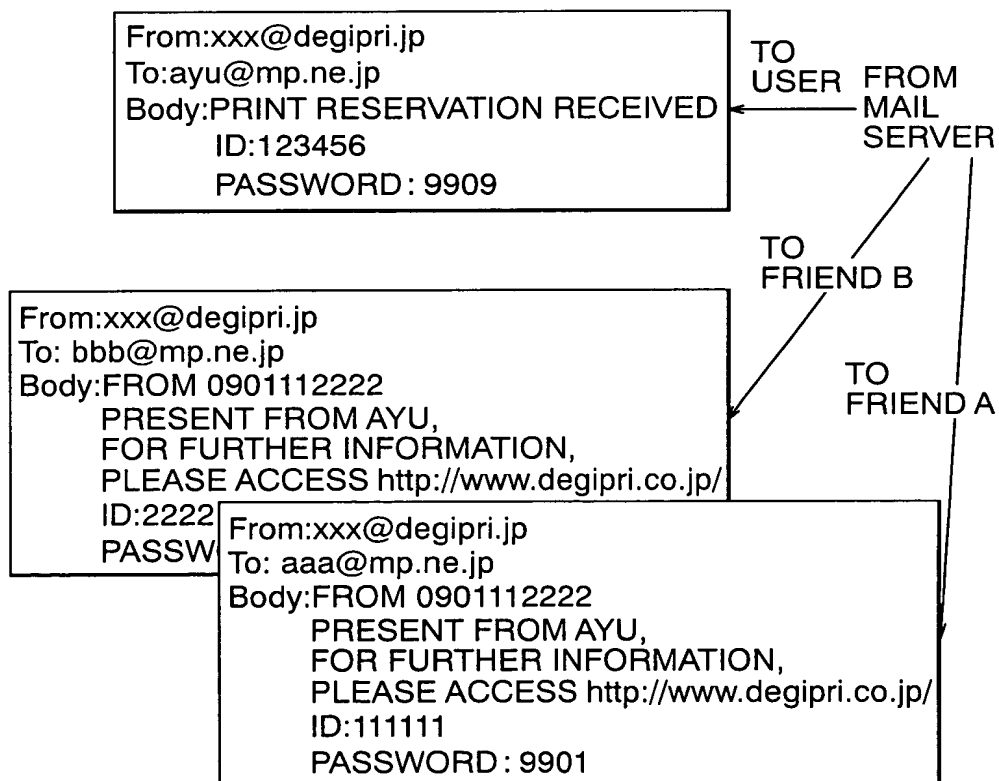 From:xxx@degipri.jp
To:ayu@mp.ne.jp
Body:PRINT RESERVATION RECEIVED
ID:123456
PASSWORD: 9909
TO
USER
FROM
MAIL
SERVER
TO
FRIEND B
From:xxx@degipri.jp
To: bbb@mp.ne.jp
Body:FROM 0901112222
PRESENT FROM AYU,
FOR FURTHER INFORMATION,
PLEASE ACCESS http://www.degipri.co.jp/
ID:2222
PASSW
TO
FRIEND A
From:xxx@degipri.jp
To: aaa@mp.ne.jp
Body:FROM 0901112222
PRESENT FROM AYU,
FOR FURTHER INFORMATION,
PLEASE ACCESS http://www.degipri.co.jp/
ID:111111
PASSWORD: 9901